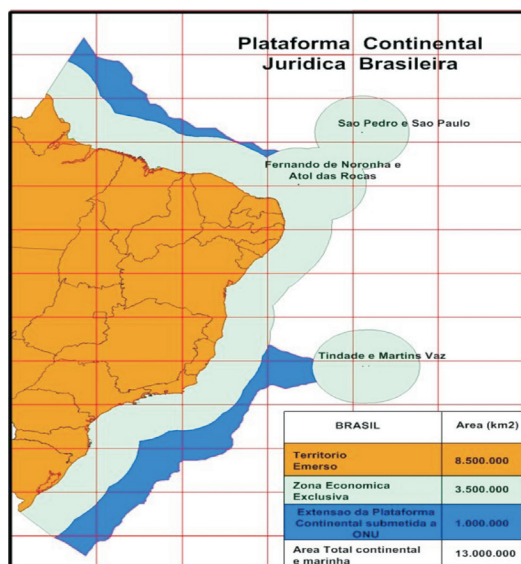 Plataforma Continental
Juridica Brasileira
Sao Pedro e Sao Paulo
Fernando de Noronha e
Atol das Rocas
Tindade e Martins Vaz
BRASIL Area (km2)
Territorio
Emerso 8.500.000
Zona Economica
Exclusiva 3.500.000
Extensao da Plataforma
Continental submetida a
ONU 1.000.000
Area Total continental
e marinha 13.000.000